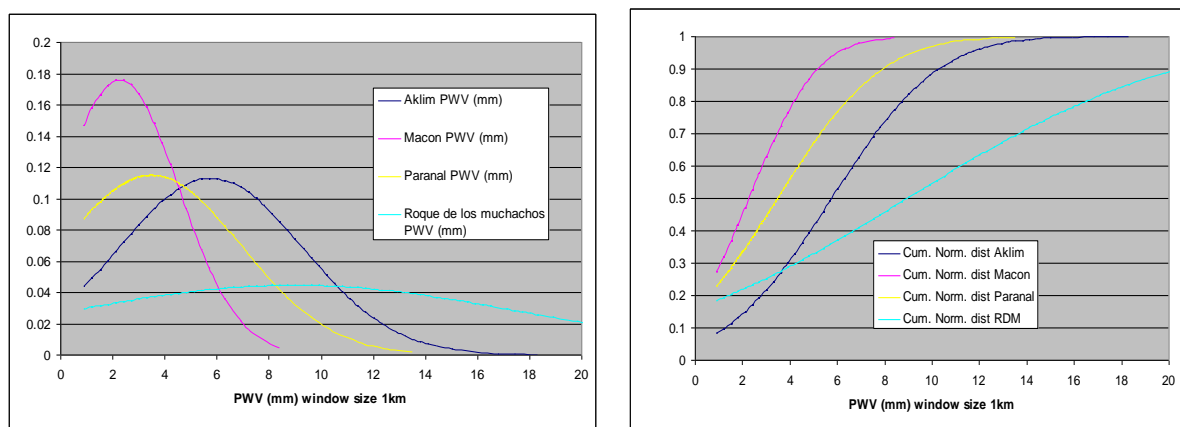 0.2
0.18
0.16
0.14
0.12
0.1
0.08
0.06
0.04
0.02
0
0 2 4 6 8 10 12 14 16 18 20
PWV (mm) window size 1km
Aklim PWV (mm)
Macon PWV (mm)
Paranal PWV (mm)
Roque de los muchachos
PWV (mm)
1
0.9
0.8
0.7
0.6
0.5
0.4
0.3
0.2
0.1
0
0 2 4 6 8 10 12 14 16 18 20
PWV (mm) window size 1km
Cum. Norm. dist Aklim
Cum. Norm. dist Macon
Cum. Norm. dist Paranal
Cum. Norm. dist RDM